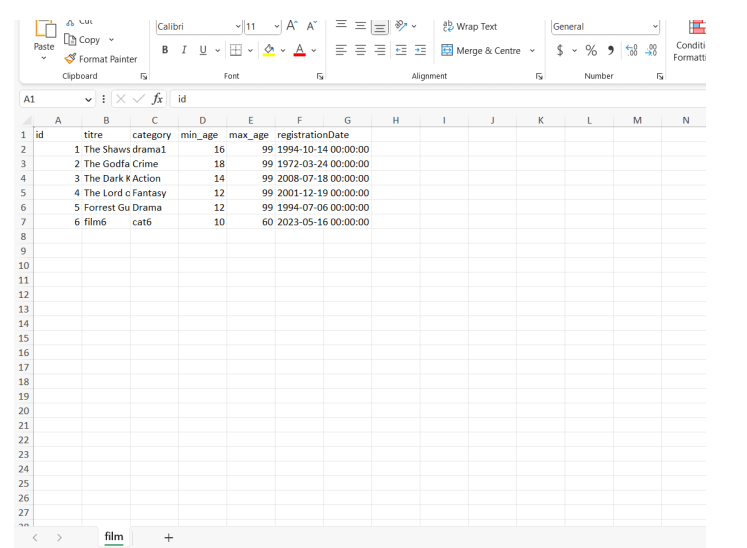 Cut
Calibri 11 A^ A˅ ab Wrap Text General
Paste Copy
Format Painter B I U A Merge & Centre $ % 9 .00 Conditi
Formatti
Clipboard Font Alignment Number
A1 fx id
A B C D E F G H I J K L M N
1 id titre category min_age max_age registrationDate
2 1 The Shaws drama1 16 99 1994-10-14 00:00:00
3 2 The Godfa Crime 18 99 1972-03-24 00:00:00
4 3 The Dark K Action 14 99 2008-07-18 00:00:00
5 4 The Lord o Fantasy 12 99 2001-12-19 00:00:00
6 5 Forrest Gu Drama 12 99 1994-07-06 00:00:00
7 6 film6 cat6 10 60 2023-05-16 00:00:00
8
9
10
11
12
13
14
15
16
17
18
19
20
21
22
23
24
25
26
27
28
film +